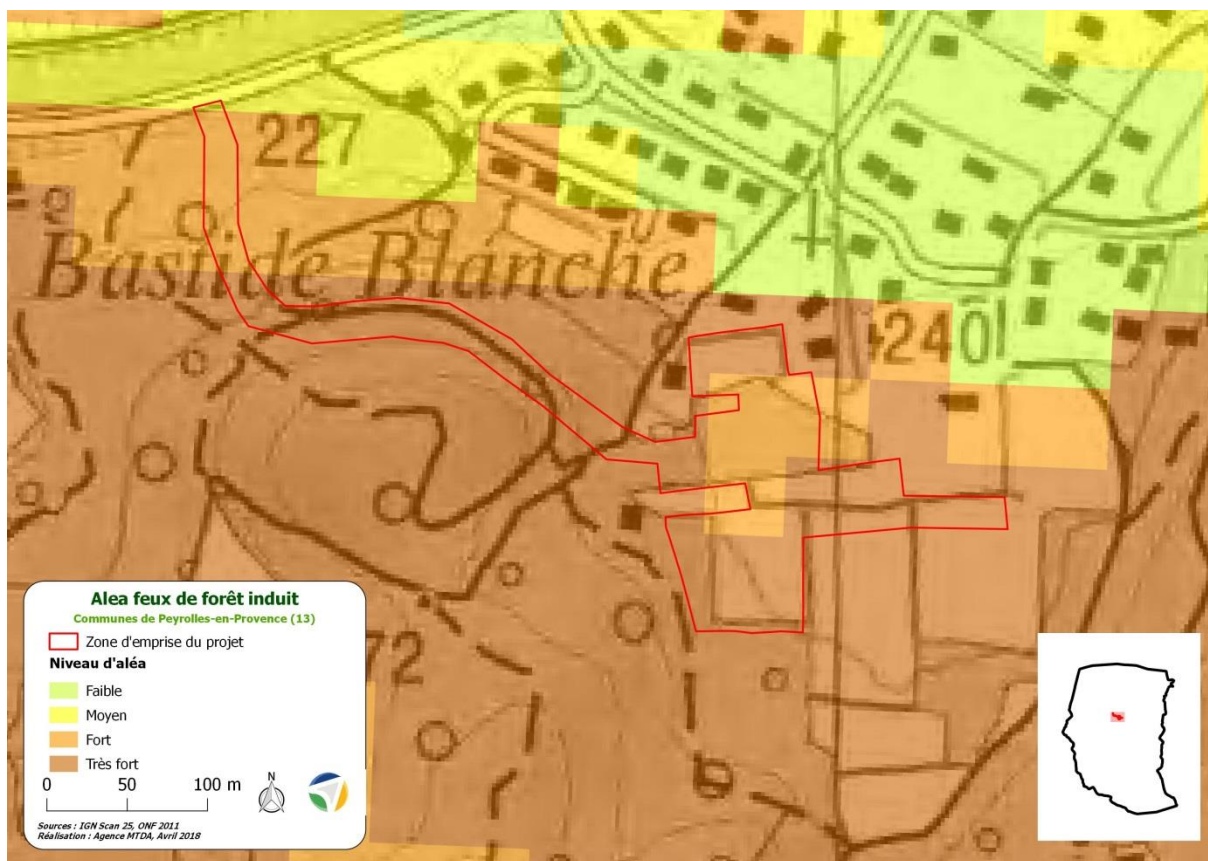 227
Bastide Blanche
240
Alea feux de forêt induit
Communes de Peyrolles-en-Provence (13)
Zone d'emprise du projet
Niveau d'aléa
Faible
Moyen
Fort
Très fort
72
0 50 100 m
N
Sources : IGN Scan 25, ONF 2011
Réalisation : Agence MTDA, Avril 2018